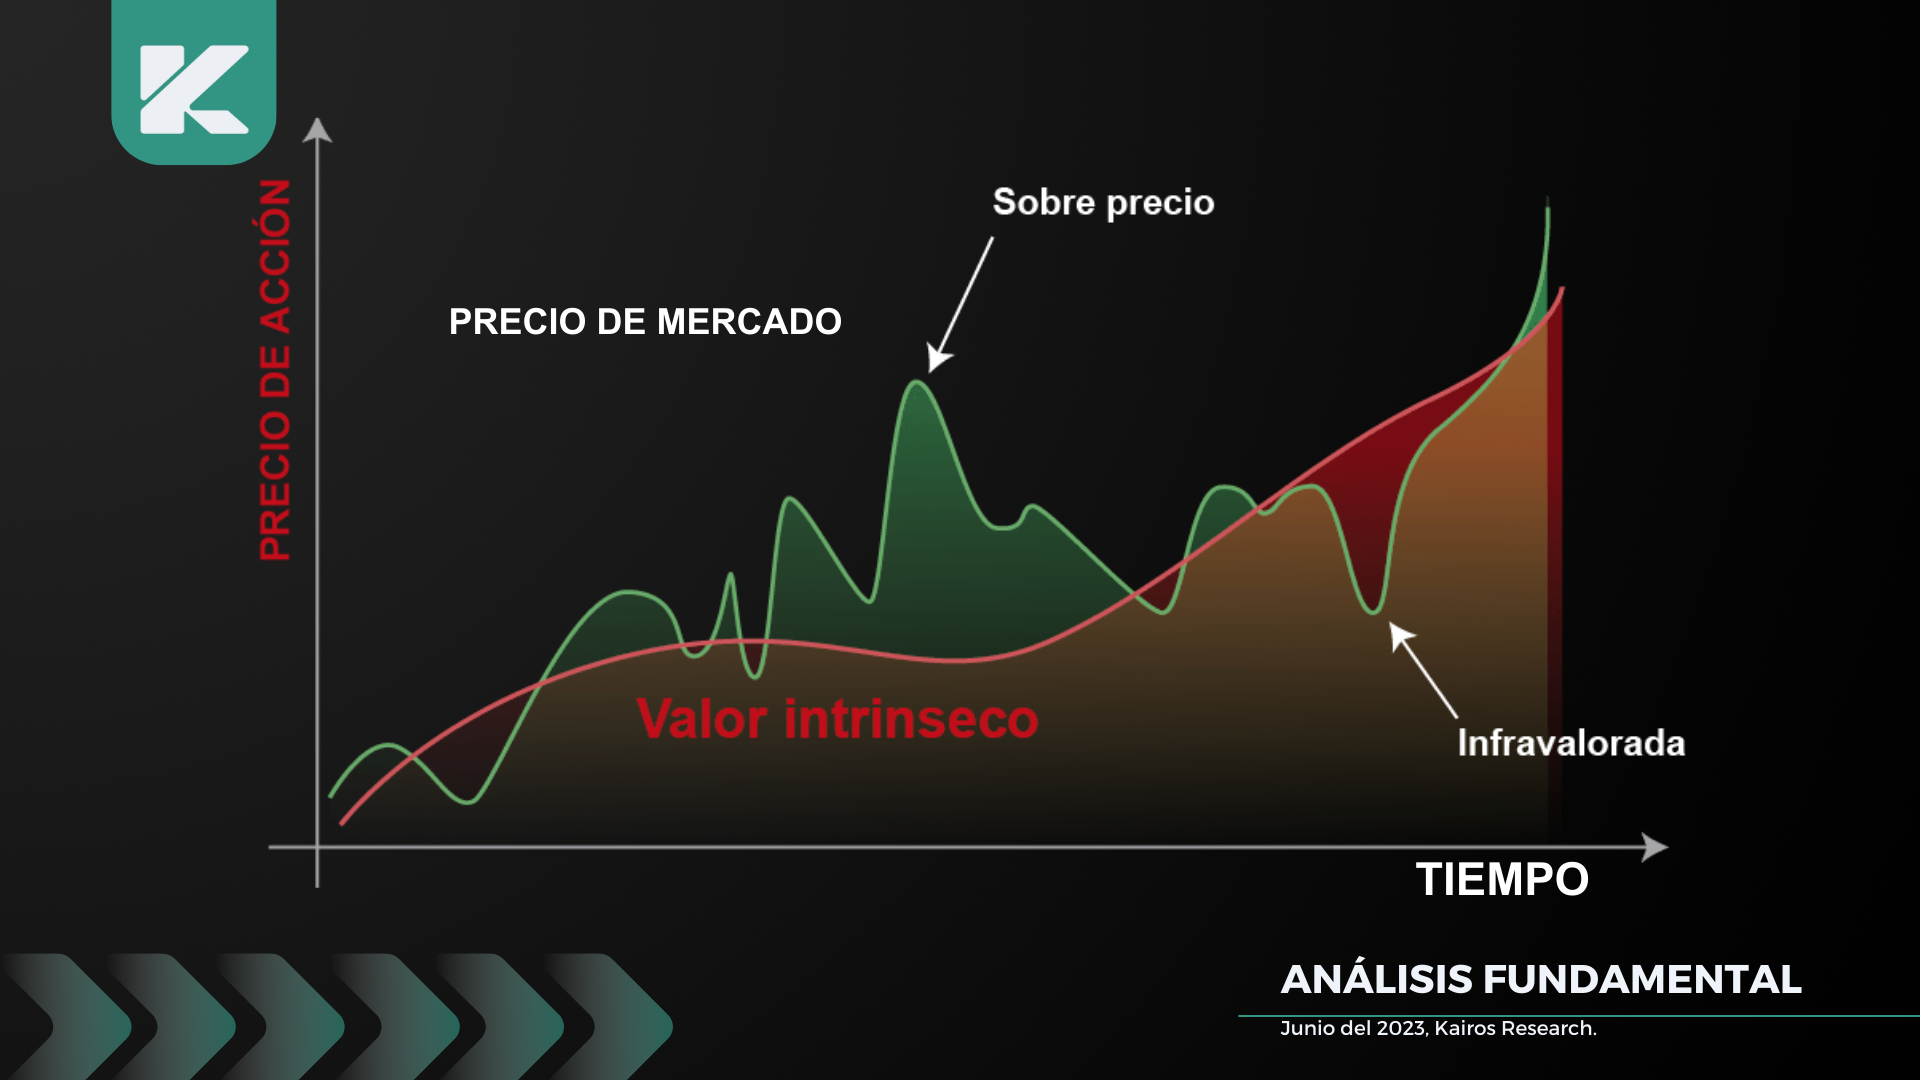 K
Sobre precio
PRECIO DE MERCADO
PRECIO DE ACCIÓN
Valor intrinseco
Infravalorada
TIEMPO
ANÁLISIS FUNDAMENTAL
Junio del 2023, Kairos Research.